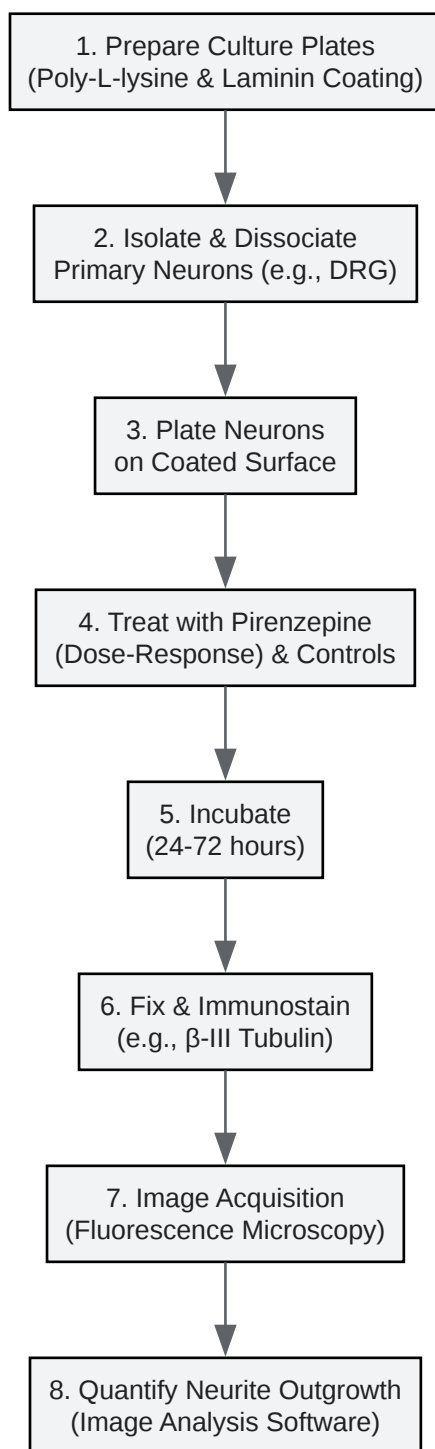 1. Prepare Culture Plates
(Poly-L-lysine & Laminin Coating)
2. Isolate & Dissociate
Primary Neurons (e.g., DRG)
3. Plate Neurons
on Coated Surface
4. Treat with Pirenzepine
(Dose-Response) & Controls
5. Incubate
(24-72 hours)
6. Fix & Immunostain
(e.g., β-III Tubulin)
7. Image Acquisition
(Fluorescence Microscopy)
8. Quantify Neurite Outgrowth
(Image Analysis Software)